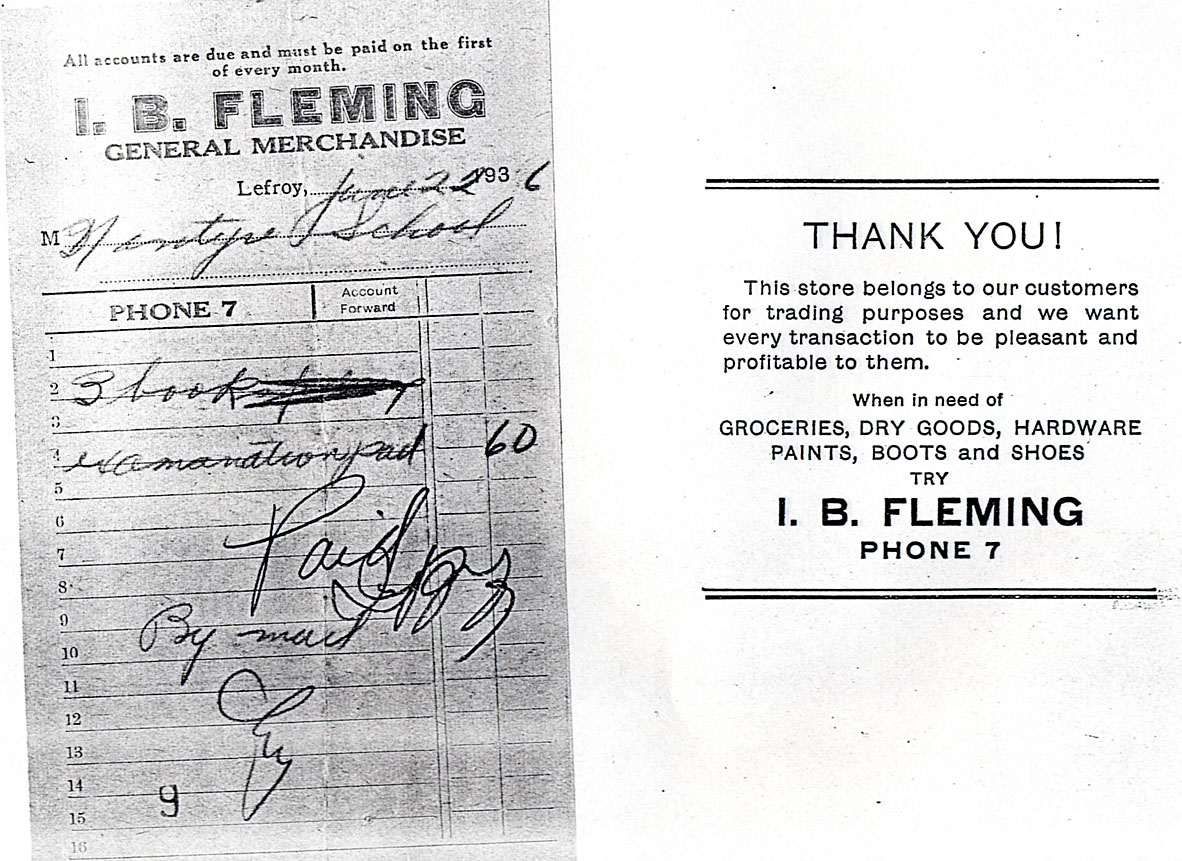 All accounts are due and must be paid on the first
of every month.
I. B. FLEMING
GENERAL MERCHANDISE
Lefroy, June 22 1936
M Nantyre School
PHONE 7
Account
Forward
1
2 3 books
3
4 examanation pad 60
5
6
7 Paid
8
9
10 By mail
11
12
13
14
15 9
16
THANK YOU!
This store belongs to our customers
for trading purposes and we want
every transaction to be pleasant and
profitable to them.
When in need of
GROCERIES, DRY GOODS, HARDWARE
PAINTS, BOOTS and SHOES
TRY
I. B. FLEMING
PHONE 7